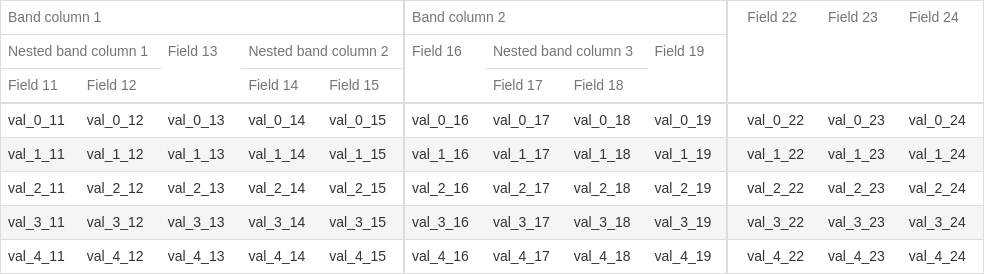 Band column 1 Band column 2 Field 22 Field 23 Field 24
Nested band column 1 Field 13 Nested band column 2 Field 16 Nested band column 3 Field 19
Field 11 Field 12 Field 14 Field 15 Field 17 Field 18
val_0_11 val_0_12 val_0_13 val_0_14 val_0_15 val_0_16 val_0_17 val_0_18 val_0_19 val_0_22 val_0_23 val_0_24
val_1_11 val_1_12 val_1_13 val_1_14 val_1_15 val_1_16 val_1_17 val_1_18 val_1_19 val_1_22 val_1_23 val_1_24
val_2_11 val_2_12 val_2_13 val_2_14 val_2_15 val_2_16 val_2_17 val_2_18 val_2_19 val_2_22 val_2_23 val_2_24
val_3_11 val_3_12 val_3_13 val_3_14 val_3_15 val_3_16 val_3_17 val_3_18 val_3_19 val_3_22 val_3_23 val_3_24
val_4_11 val_4_12 val_4_13 val_4_14 val_4_15 val_4_16 val_4_17 val_4_18 val_4_19 val_4_22 val_4_23 val_4_24